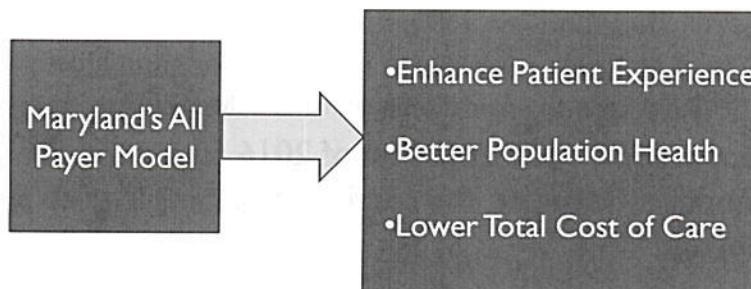 Maryland's All
Payer Model
•Enhance Patient Experience
•Better Population Health
•Lower Total Cost of Care